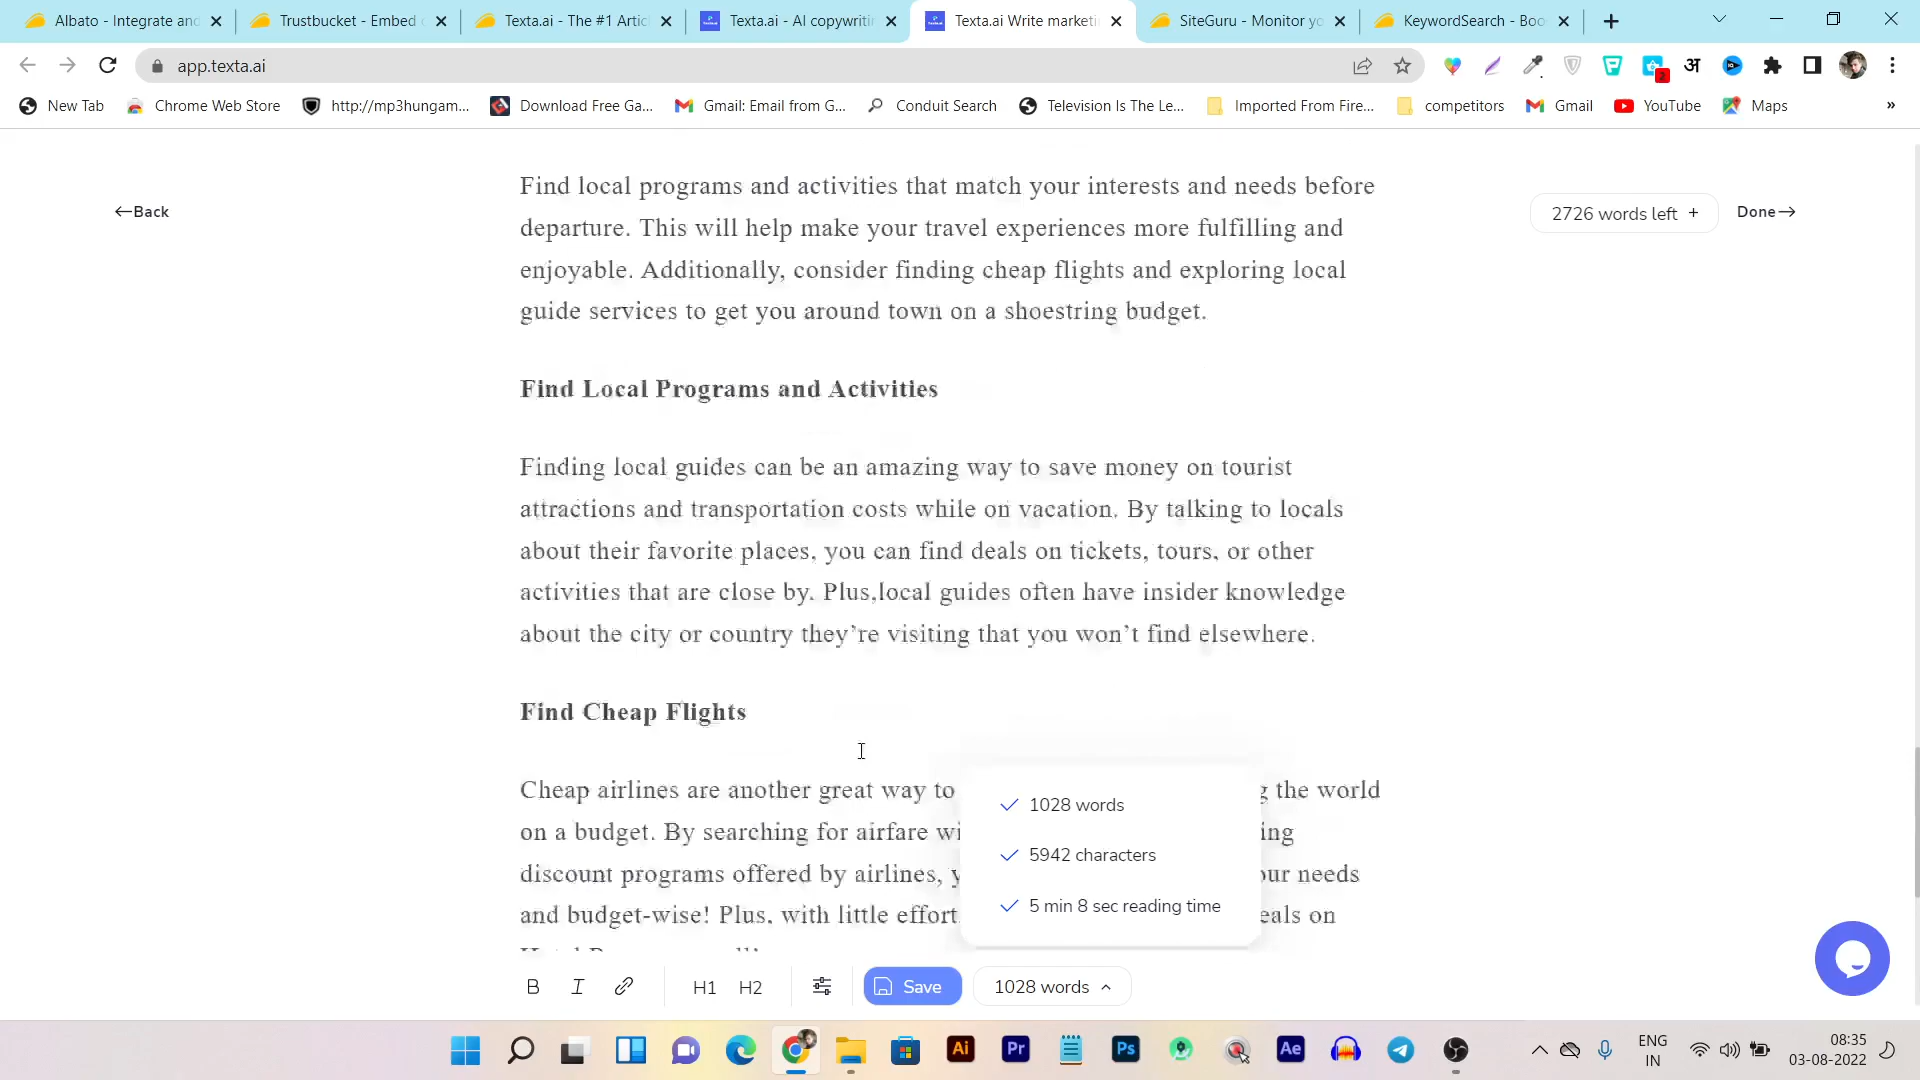 Albato - Integrate and
Trustbucket - Embed
Texta.ai - The #1 Artic
Texta.ai - AI copywritin
Texta.ai Write marketi
SiteGuru - Monitor yo
KeywordSearch - Boo
app.texta.ai
2
अ
New Tab
Chrome Web Store
http://mp3hungam...
Download Free Ga...
Gmail: Email from G...
Conduit Search
Television Is The Le...
Imported From Fire...
competitors
Gmail
YouTube
Maps
»
Back
2726 words left +
Done
Find local programs and activities that match your interests and needs before
departure. This will help make your travel experiences more fulfilling and
enjoyable. Additionally, consider finding cheap flights and exploring local
guide services to get you around town on a shoestring budget.
Find Local Programs and Activities
Finding local guides can be an amazing way to save money on tourist
attractions and transportation costs while on vacation. By talking to locals
about their favorite places, you can find deals on tickets, tours, or other
activities that are close by. Plus,local guides often have insider knowledge
about the city or country they're visiting that you won't find elsewhere.
Find Cheap Flights
Cheap airlines are another great way to g the world
on a budget. By searching for airfare wi ing
discount programs offered by airlines, y our needs
and budget-wise! Plus, with little effort eals on
1028 words
5942 characters
5 min 8 sec reading time
B I H1 H2 Save 1028 words
Ai
Pr
Ps
Ae
ENG
IN
08:35
03-08-2022